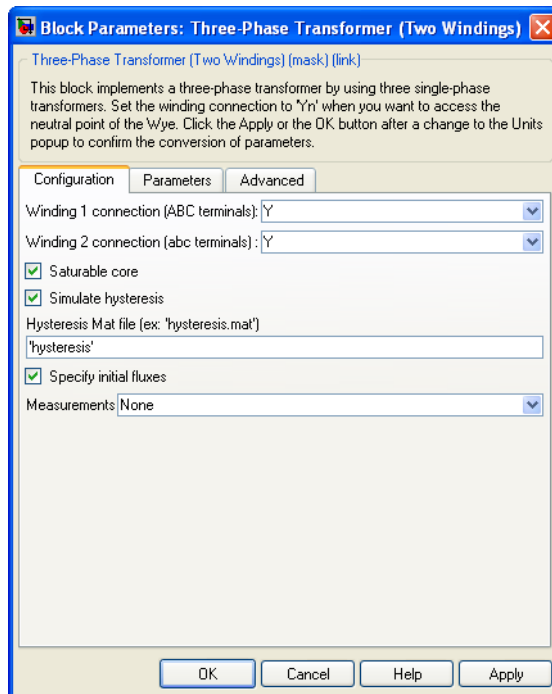 Block Parameters: Three-Phase Transformer (Two Windings)
Three-Phase Transformer (Two Windings) (mask) (link)
This block implements a three-phase transformer by using three single-phase
transformers. Set the winding connection to 'Yn' when you want to access the
neutral point of the Wye. Click the Apply or the OK button after a change to the Units
popup to confirm the conversion of parameters.
Configuration Parameters Advanced
Winding 1 connection (ABC terminals): Y
Winding 2 connection (abc terminals) : Y
Saturable core
Simulate hysteresis
Hysteresis Mat file (ex: 'hysteresis.mat')
'hysteresis'
Specify initial fluxes
Measurements None
OK Cancel Help Apply